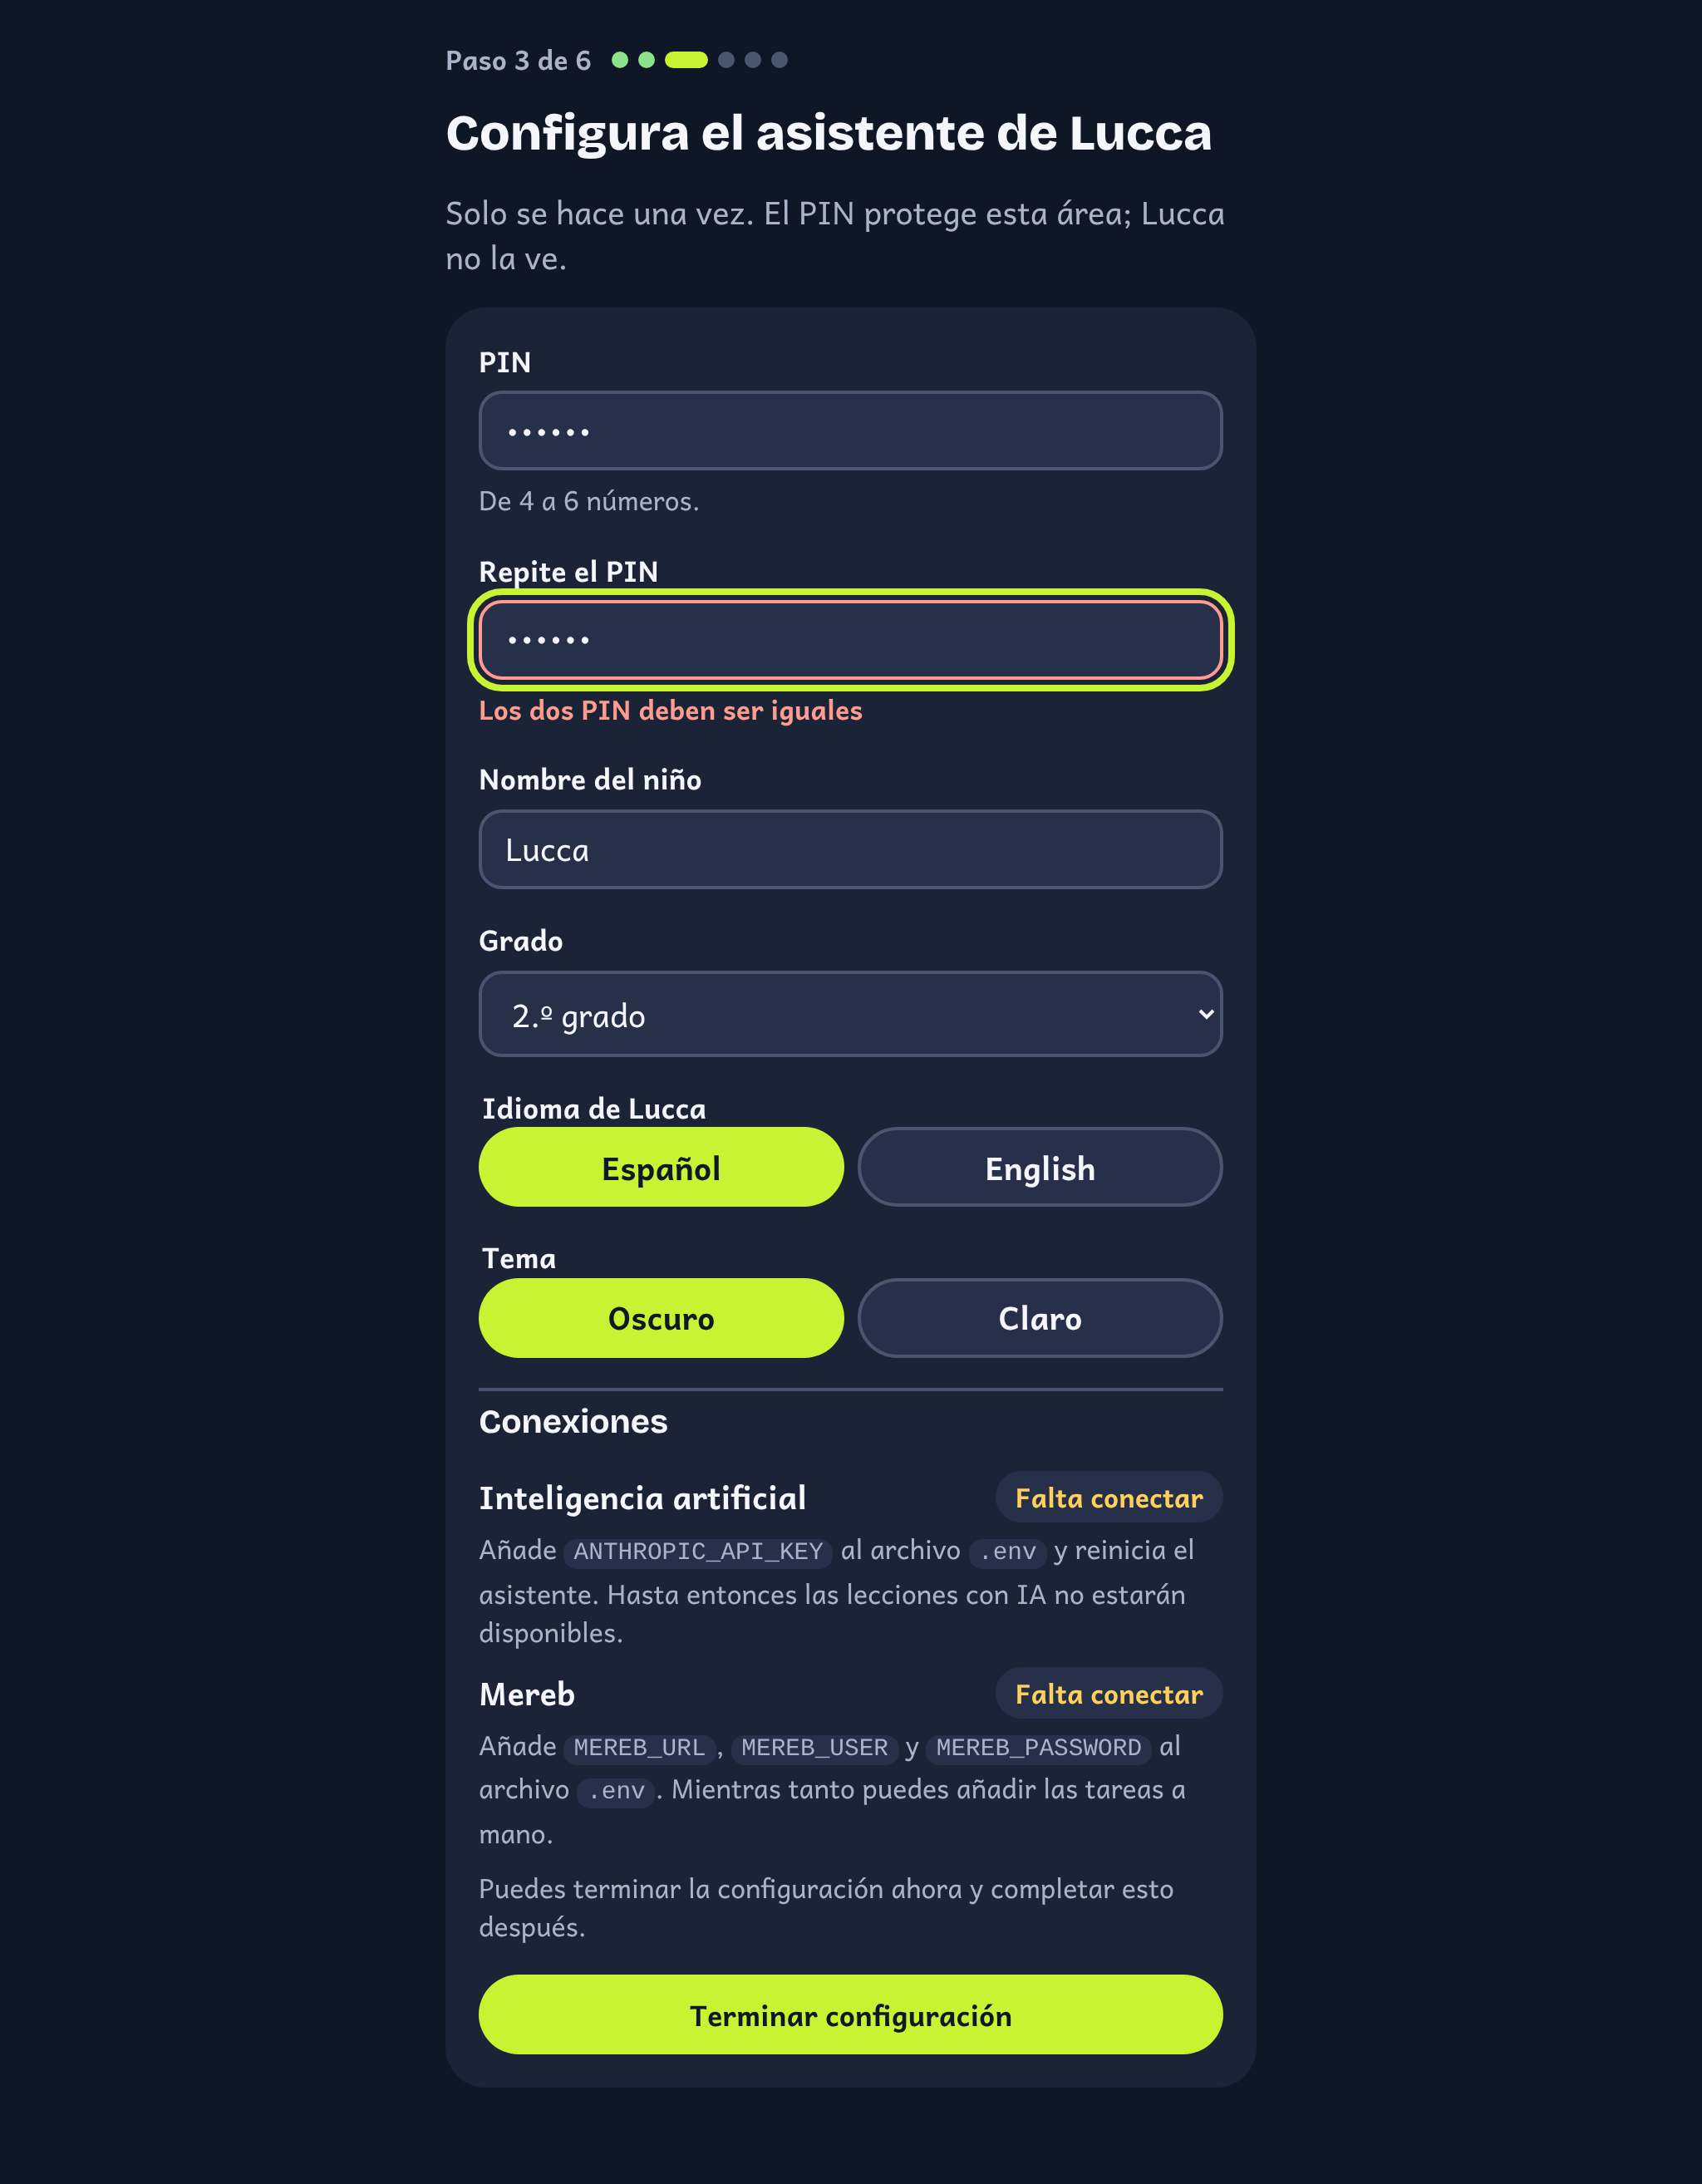 Paso 3 de 6
Configura el asistente de Lucca
Solo se hace una vez. El PIN protege esta área; Lucca
no la ve.
PIN
••••••
De 4 a 6 números.
Repite el PIN
••••••
Los dos PIN deben ser iguales
Nombre del niño
Lucca
Grado
2.º grado
Idioma de Lucca
Español English
Tema
Oscuro Claro
Conexiones
Inteligencia artificial Falta conectar
Añade ANTHROPIC_API_KEY al archivo .env y reinicia el
asistente. Hasta entonces las lecciones con IA no estarán
disponibles.
Mereb Falta conectar
Añade MEREB_URL, MEREB_USER y MEREB_PASSWORD al
archivo .env. Mientras tanto puedes añadir las tareas a
mano.
Puedes terminar la configuración ahora y completar esto
después.
Terminar configuración